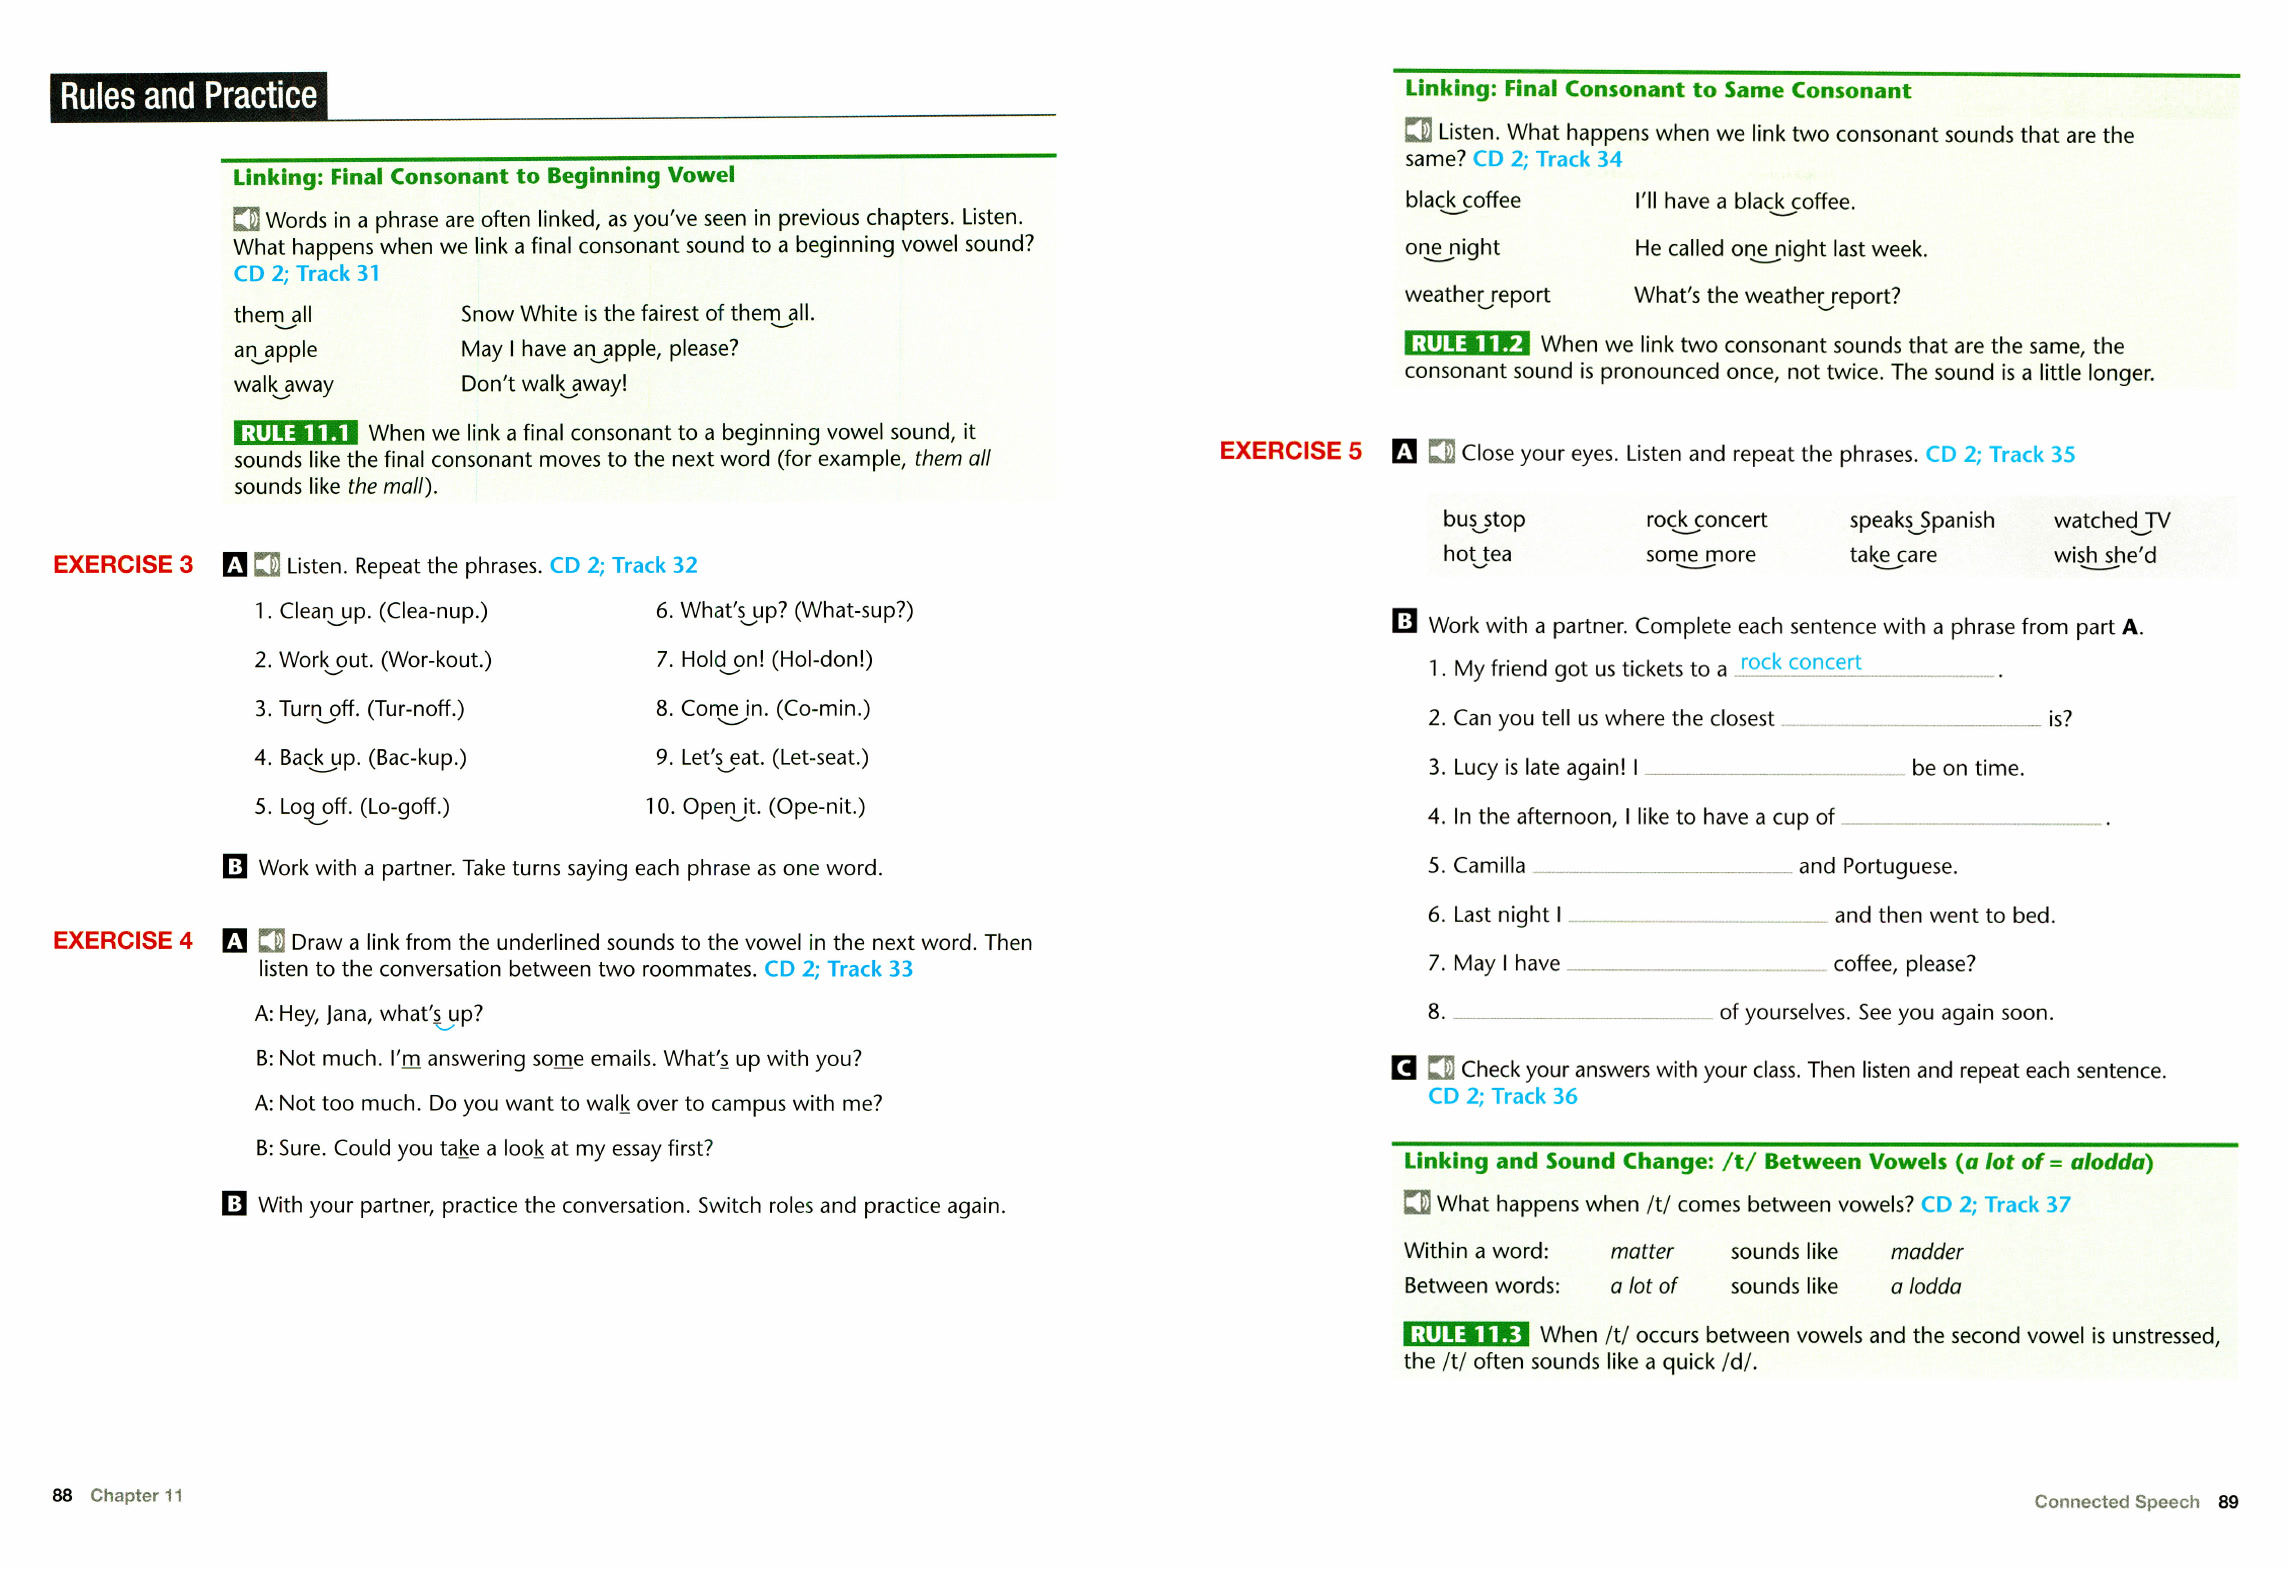 Rules and Practice
Linking: Final Consonant to Beginning Vowel
Words in a phrase are often linked, as you've seen in previous chapters. Listen.
What happens when we link a final consonant sound to a beginning vowel sound?
CD 2; Track 31
them all Snow White is the fairest of them all.
an apple May I have an apple, please?
walk away Don't walk away!
RULE 11.1 When we link a final consonant to a beginning vowel sound, it
sounds like the final consonant moves to the next word (for example, them all
sounds like the mall).
EXERCISE 3 A Listen. Repeat the phrases. CD 2; Track 32
1. Clean up. (Clea-nup.) 6. What's up? (What-sup?)
2. Work out. (Wor-kout.) 7. Hold on! (Hol-don!)
3. Turn off. (Tur-noff.) 8. Come in. (Co-min.)
4. Back up. (Bac-kup.) 9. Let's eat. (Let-seat.)
5. Log off. (Lo-goff.) 10. Open it. (Ope-nit.)
B Work with a partner. Take turns saying each phrase as one word.
EXERCISE 4 A Draw a link from the underlined sounds to the vowel in the next word. Then
listen to the conversation between two roommates. CD 2; Track 33
A: Hey, Jana, what's up?
B: Not much. I'm answering some emails. What's up with you?
A: Not too much. Do you want to walk over to campus with me?
B: Sure. Could you take a look at my essay first?
B With your partner, practice the conversation. Switch roles and practice again.
88 Chapter 11
Linking: Final Consonant to Same Consonant
Listen. What happens when we link two consonant sounds that are the
same? CD 2; Track 34
black coffee I'll have a black coffee.
one night He called one night last week.
weather report What's the weather report?
RULE 11.2 When we link two consonant sounds that are the same, the
consonant sound is pronounced once, not twice. The sound is a little longer.
EXERCISE 5 A Close your eyes. Listen and repeat the phrases. CD 2; Track 35
bus stop rock concert speaks Spanish watched TV
hot tea some more take care wish she'd
B Work with a partner. Complete each sentence with a phrase from part A.
1. My friend got us tickets to a rock concert .
2. Can you tell us where the closest is?
3. Lucy is late again! I be on time.
4. In the afternoon, I like to have a cup of .
5. Camilla and Portuguese.
6. Last night I and then went to bed.
7. May I have coffee, please?
8. of yourselves. See you again soon.
C Check your answers with your class. Then listen and repeat each sentence.
CD 2; Track 36
Linking and Sound Change: /t/ Between Vowels (a lot of = alodda)
What happens when /t/ comes between vowels? CD 2; Track 37
Within a word: matter sounds like madder
Between words: a lot of sounds like a lodda
RULE 11.3 When /t/ occurs between vowels and the second vowel is unstressed,
the /t/ often sounds like a quick /d/.
Connected Speech 89